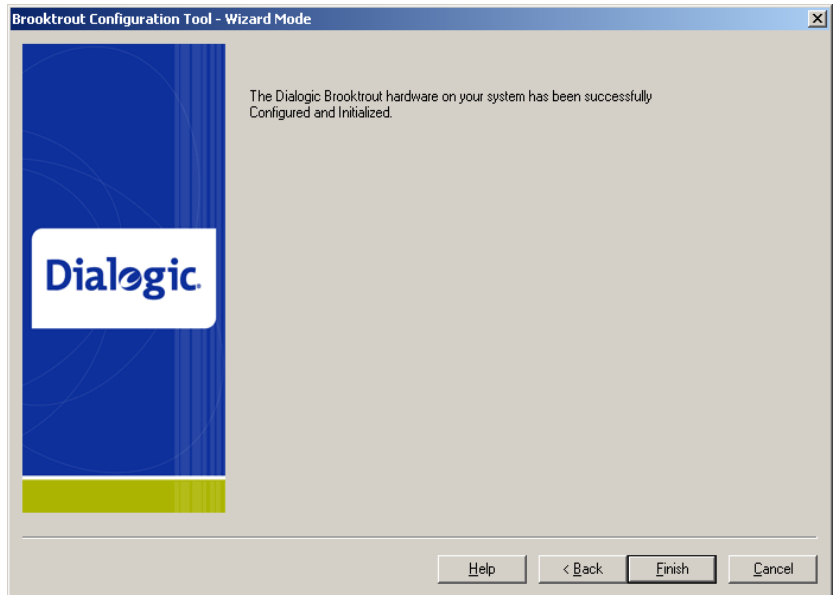 Brooktrout Configuration Tool - Wizard Mode
The Dialogic Brooktrout hardware on your system has been successfully
Configured and Initialized.
Dialogic.
Help
< Back
Finish
Cancel